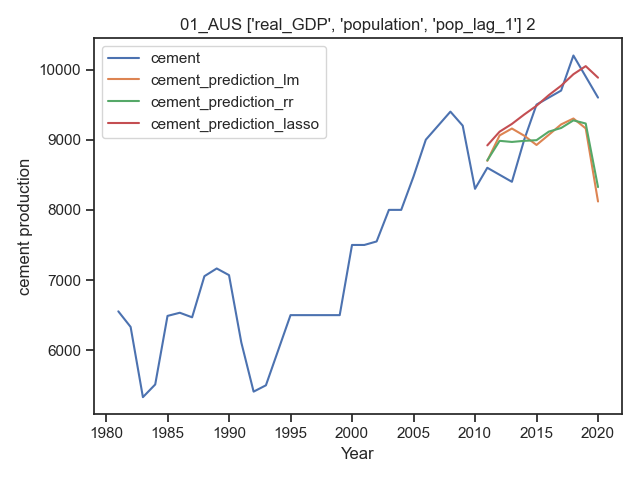 01_AUS ['real_GDP', 'population', 'pop_lag_1'] 2
cement
cement_prediction_lm
cement_prediction_rr
cement_prediction_lasso
cement production
10000
9000
8000
7000
6000
1980 1985 1990 1995 2000 2005 2010 2015 2020
Year